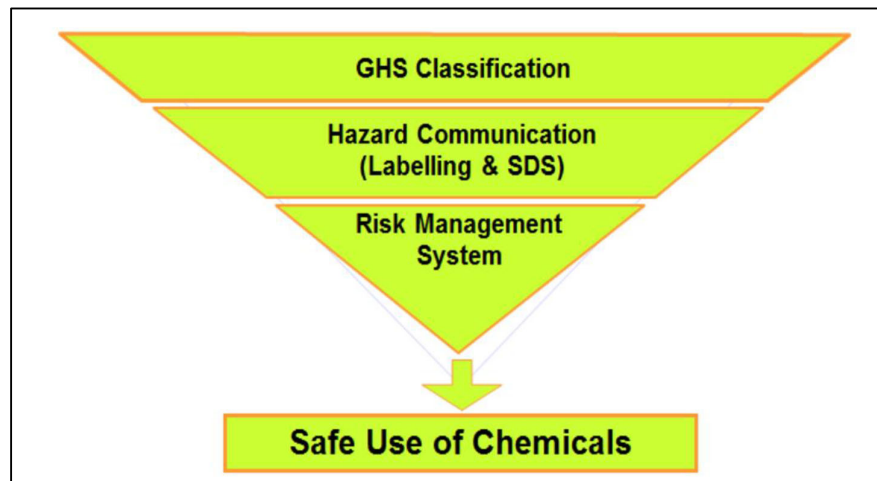 GHS Classification
Hazard Communication
(Labelling & SDS)
Risk Management
System
Safe Use of Chemicals